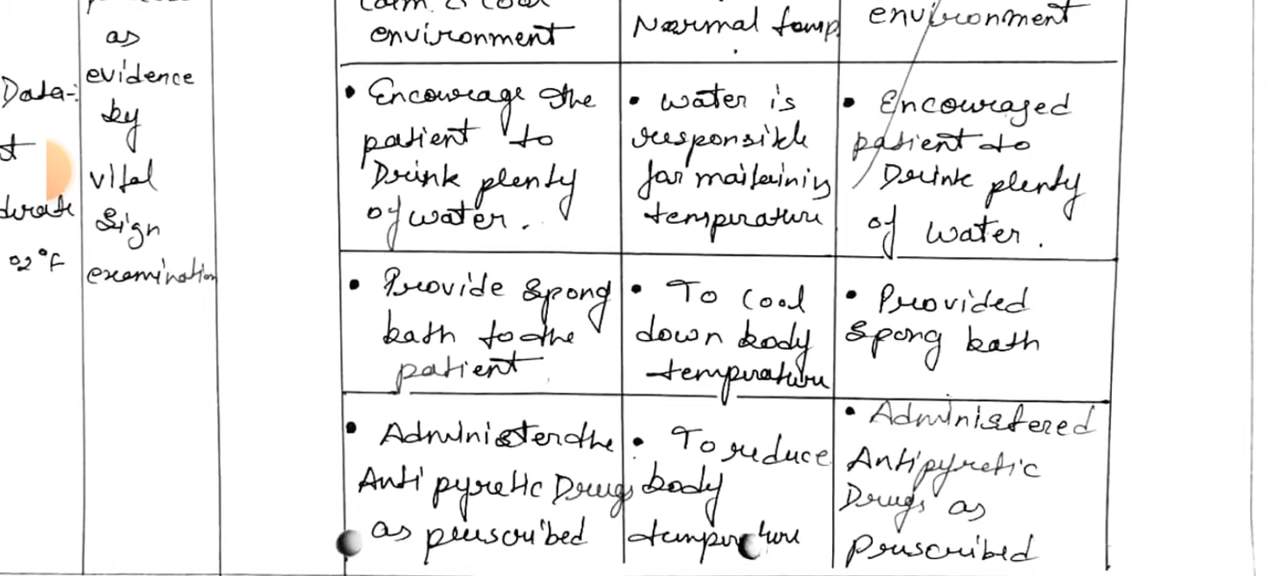 as
evidence
by
vital
sign
examination
Data-:
02°F
environment
• Encourage the
patient to
Drink plenty
of water.
• Provide Spong
bath to the
patient
• Administer the
Anti pyretic Drugs
as prescribed
Normal temp
• Water is
responsible
for maitaining
temperature
• To cool
down body
temperature
• To reduce
body
temperature
environment
• Encouraged
patient to
Drink plenty
of water.
• Provided
Spong bath
• Administered
Antipyretic
Drugs as
Prescribed